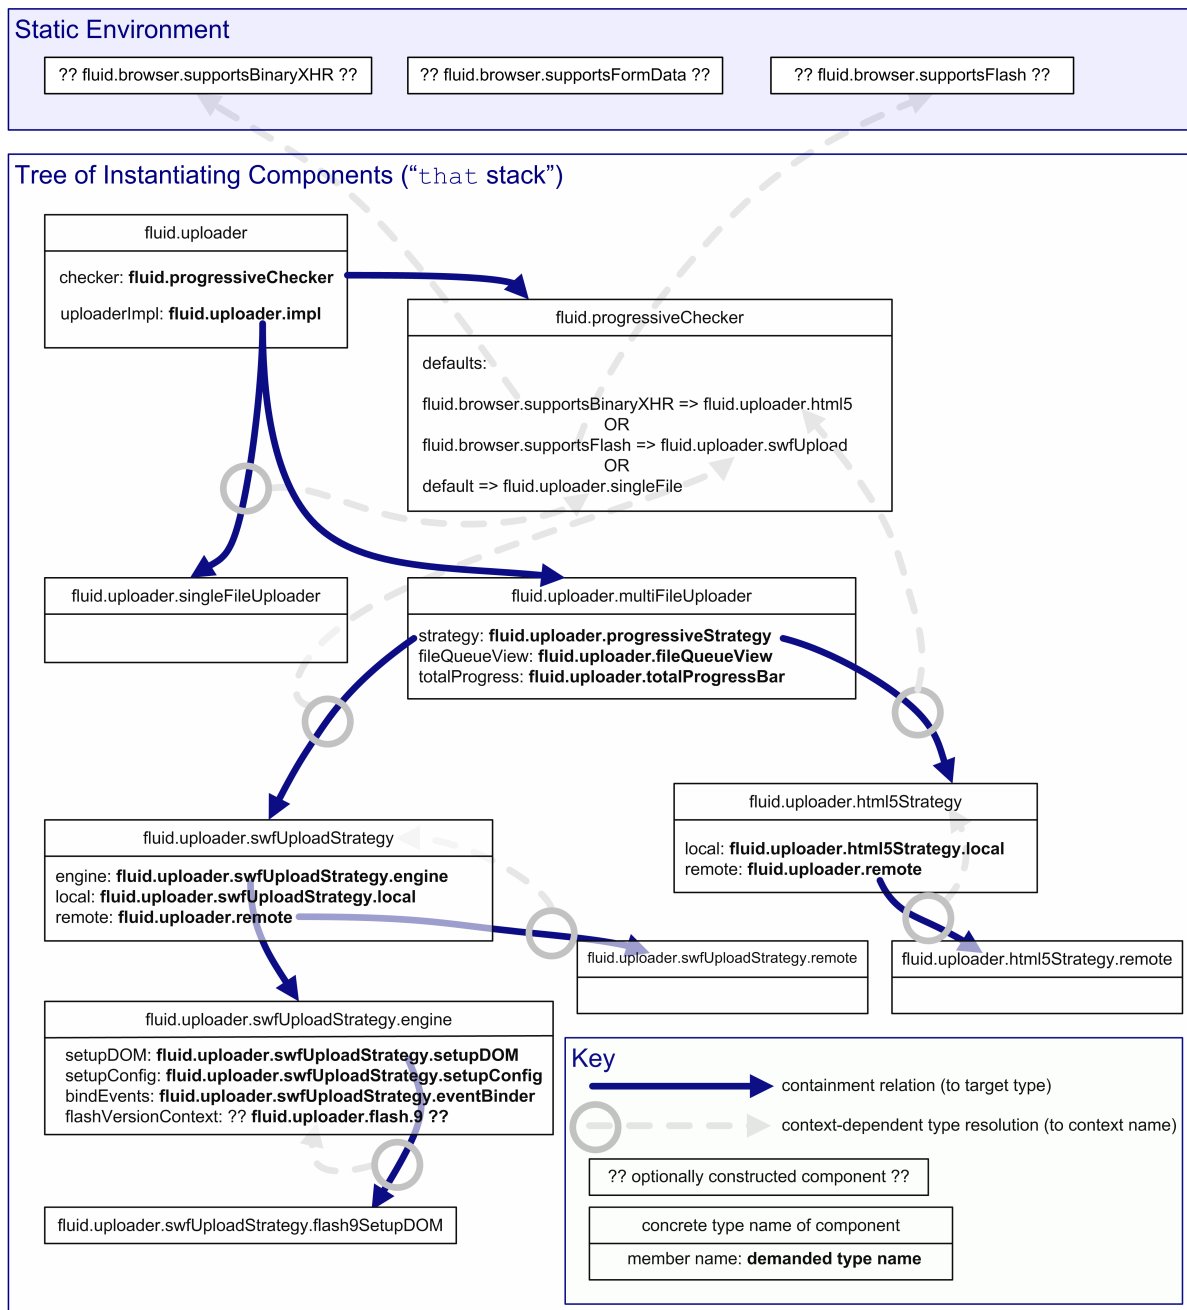 Static Environment
?? fluid.browser.supportsBinaryXHR ??
?? fluid.browser.supportsFormData ??
?? fluid.browser.supportsFlash ??
Tree of Instantiating Components (“that stack”)
fluid.uploader
checker: fluid.progressiveChecker
uploaderImpl: fluid.uploader.impl
fluid.progressiveChecker
defaults:
fluid.browser.supportsBinaryXHR => fluid.uploader.html5
OR
fluid.browser.supportsFlash => fluid.uploader.swfUpload
OR
default => fluid.uploader.singleFile
fluid.uploader.singleFileUploader
fluid.uploader.multiFileUploader
strategy: fluid.uploader.progressiveStrategy
fileQueueView: fluid.uploader.fileQueueView
totalProgress: fluid.uploader.totalProgressBar
fluid.uploader.html5Strategy
local: fluid.uploader.html5Strategy.local
remote: fluid.uploader.remote
fluid.uploader.swfUploadStrategy
engine: fluid.uploader.swfUploadStrategy.engine
local: fluid.uploader.swfUploadStrategy.local
remote: fluid.uploader.remote
fluid.uploader.swfUploadStrategy.remote
fluid.uploader.html5Strategy.remote
fluid.uploader.swfUploadStrategy.engine
setupDOM: fluid.uploader.swfUploadStrategy.setupDOM
setupConfig: fluid.uploader.swfUploadStrategy.setupConfig
bindEvents: fluid.uploader.swfUploadStrategy.eventBinder
flashVersionContext: ?? fluid.uploader.flash.9 ??
fluid.uploader.swfUploadStrategy.flash9SetupDOM
Key
containment relation (to target type)
context-dependent type resolution (to context name)
?? optionally constructed component ??
concrete type name of component
member name: demanded type name